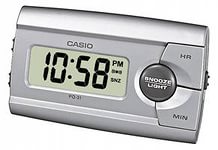 CASIO
HR
10:58 PM
SNZ
SNOOZE
LIGHT
PQ-31
MIN